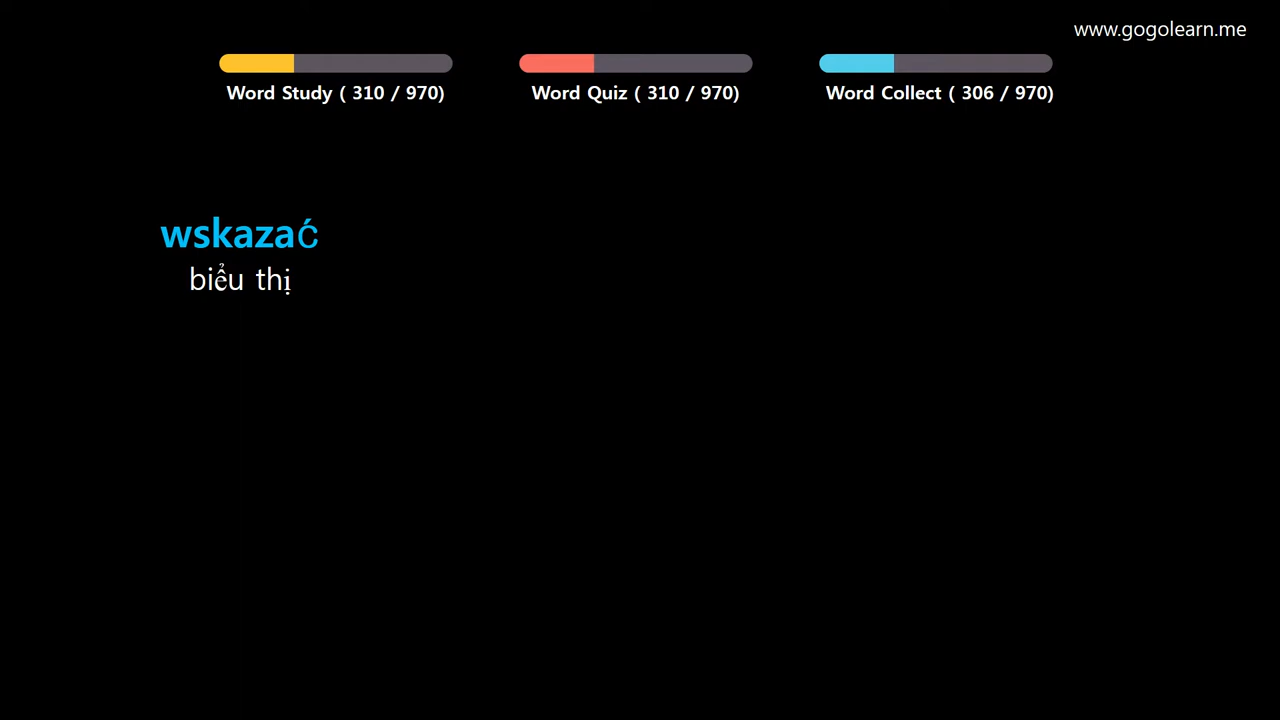 www.gogolearn.me
Word Study ( 310 / 970)
Word Quiz ( 310 / 970)
Word Collect ( 306 / 970)
wskazać
biểu thị